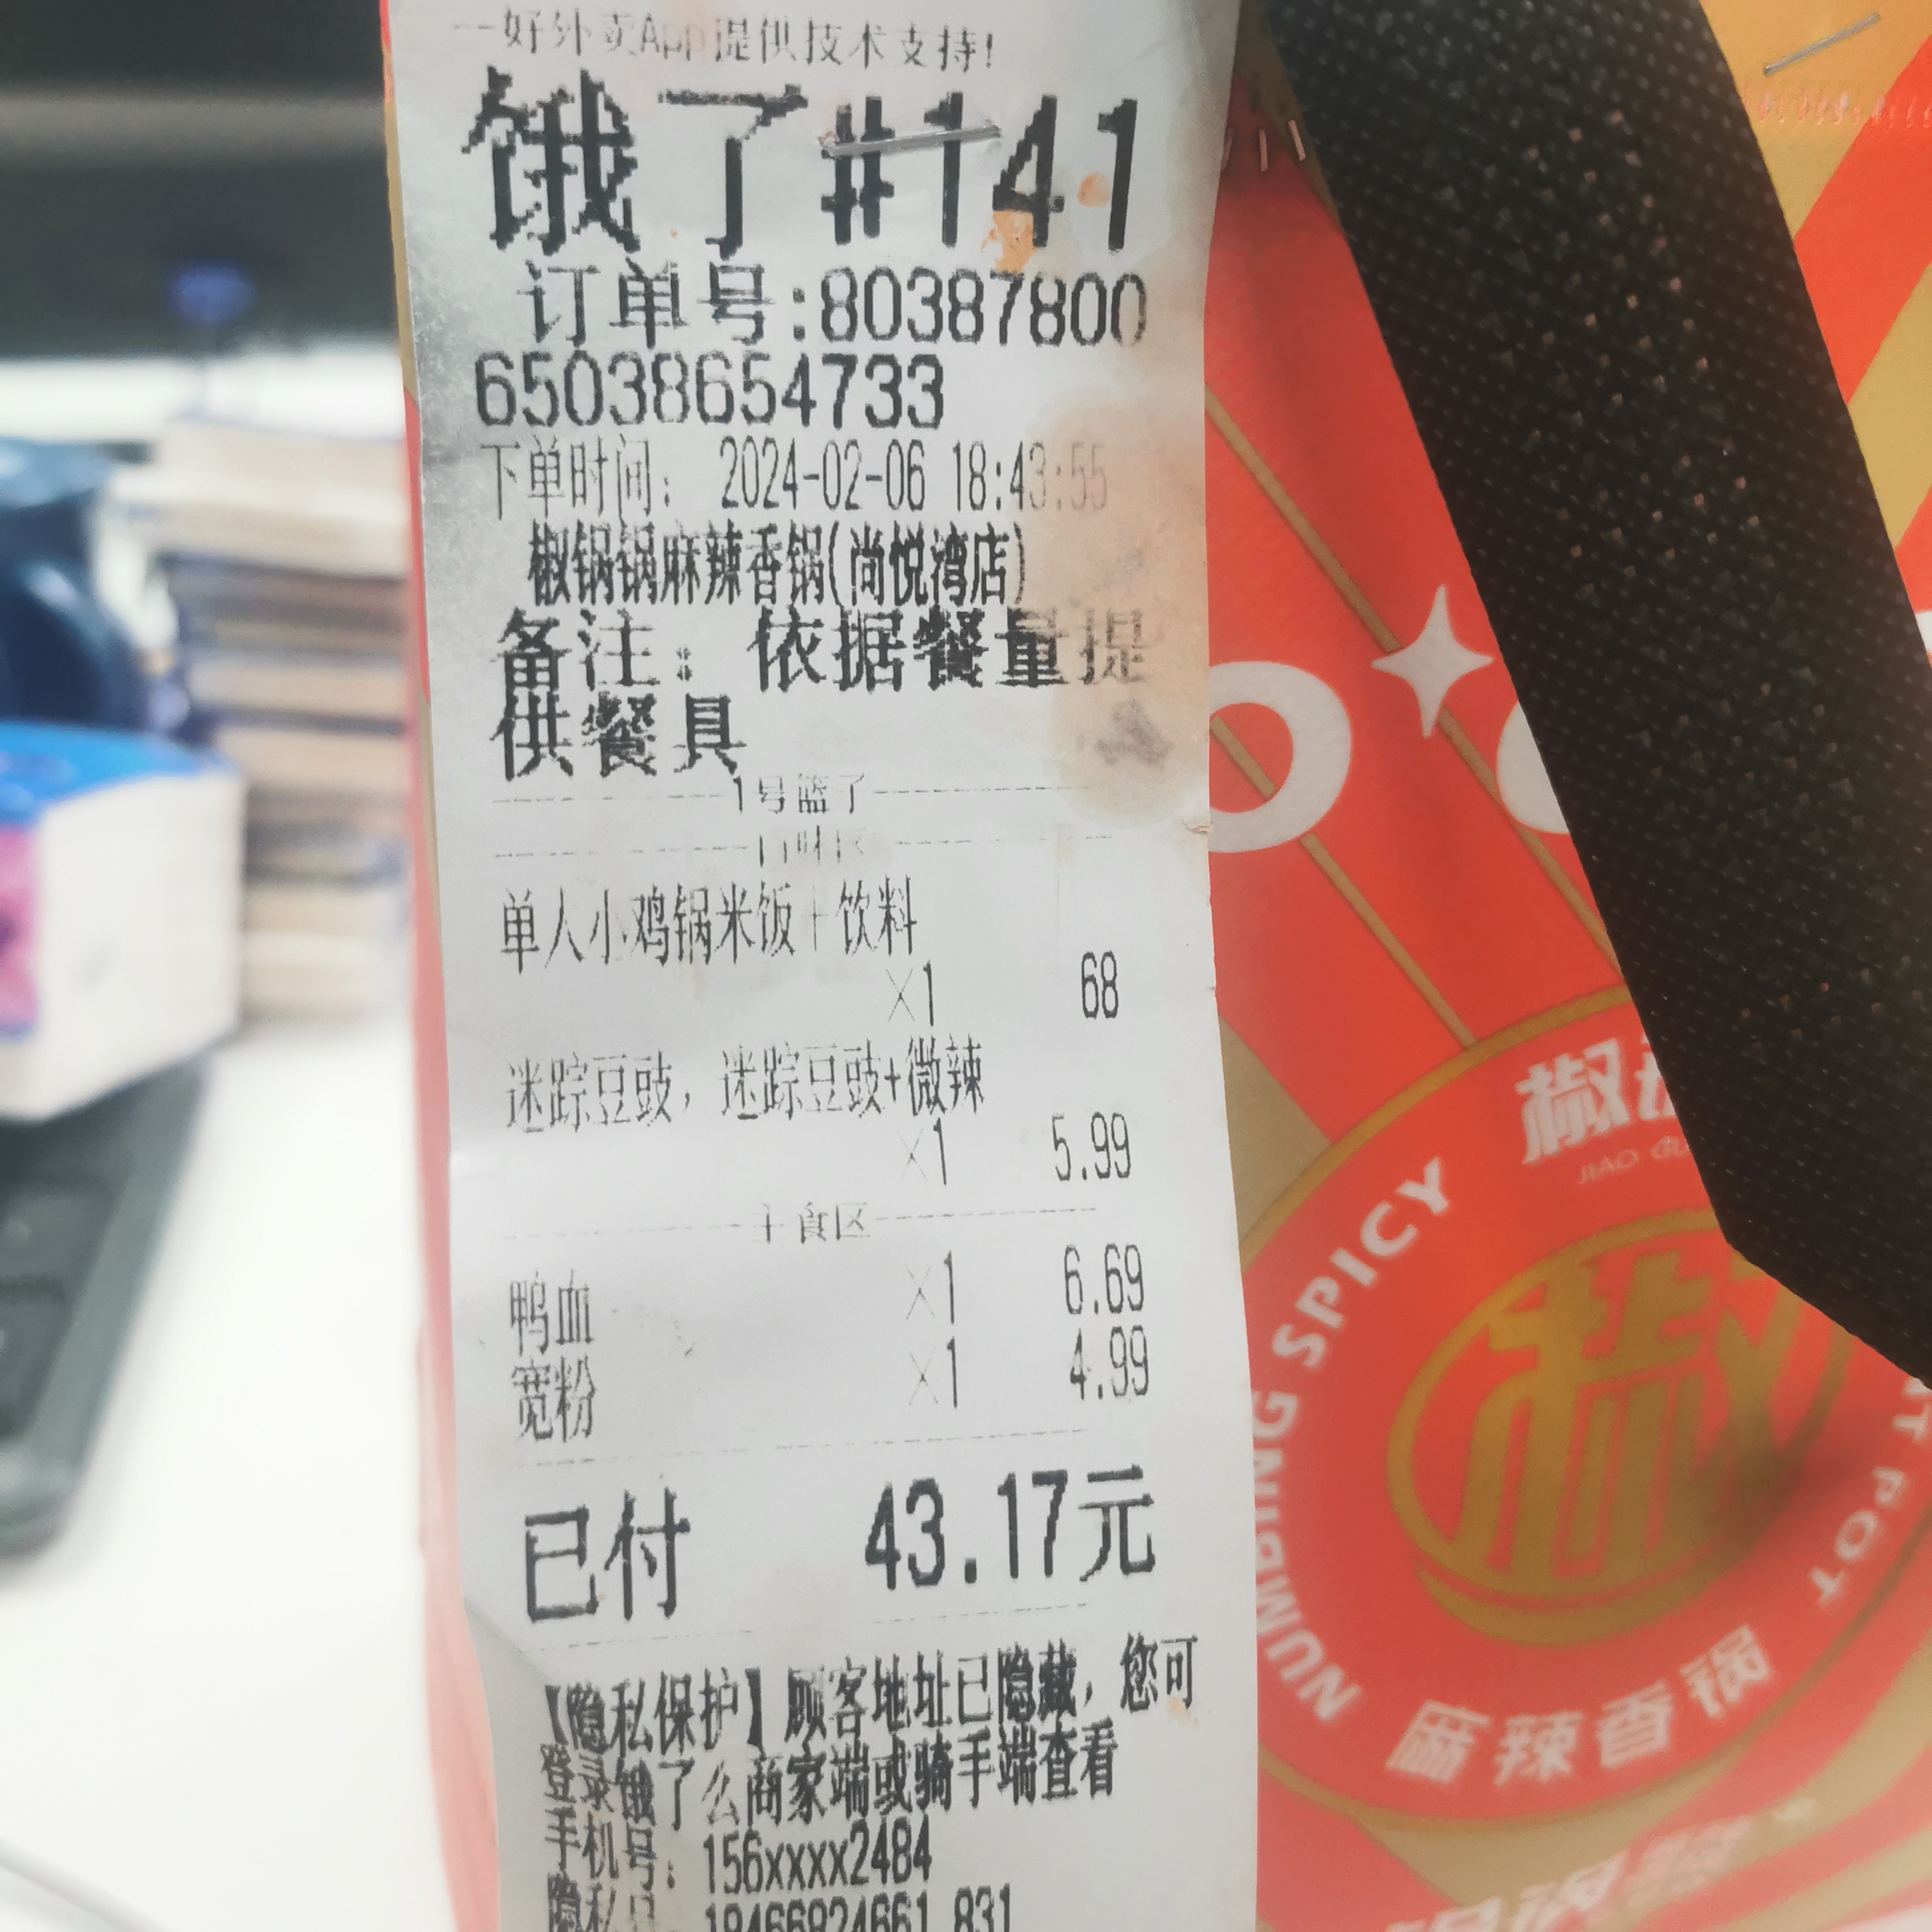 一好外卖App提供技术支持!
饿了#141
订单号:80387800
65038654733
下单时间: 2024-02-06 18:43:55
椒锅锅麻辣香锅(尚悦湾店)
备注: 依据餐量提
供餐具
1号篮子
口味区
单人小鸡锅米饭+饮料
×1 68
迷踪豆豉, 迷踪豆豉+微辣
×1 5.99
主食区
鸭血 ×1 6.69
宽粉 ×1 4.99
已付 43.17元
【隐私保护】顾客地址已隐藏, 您可
登录饿了么商家端或骑手端查看
手机号: 156xxxx2484
椒
JIAO
NUMBING SPICY
POT
椒
麻辣香锅